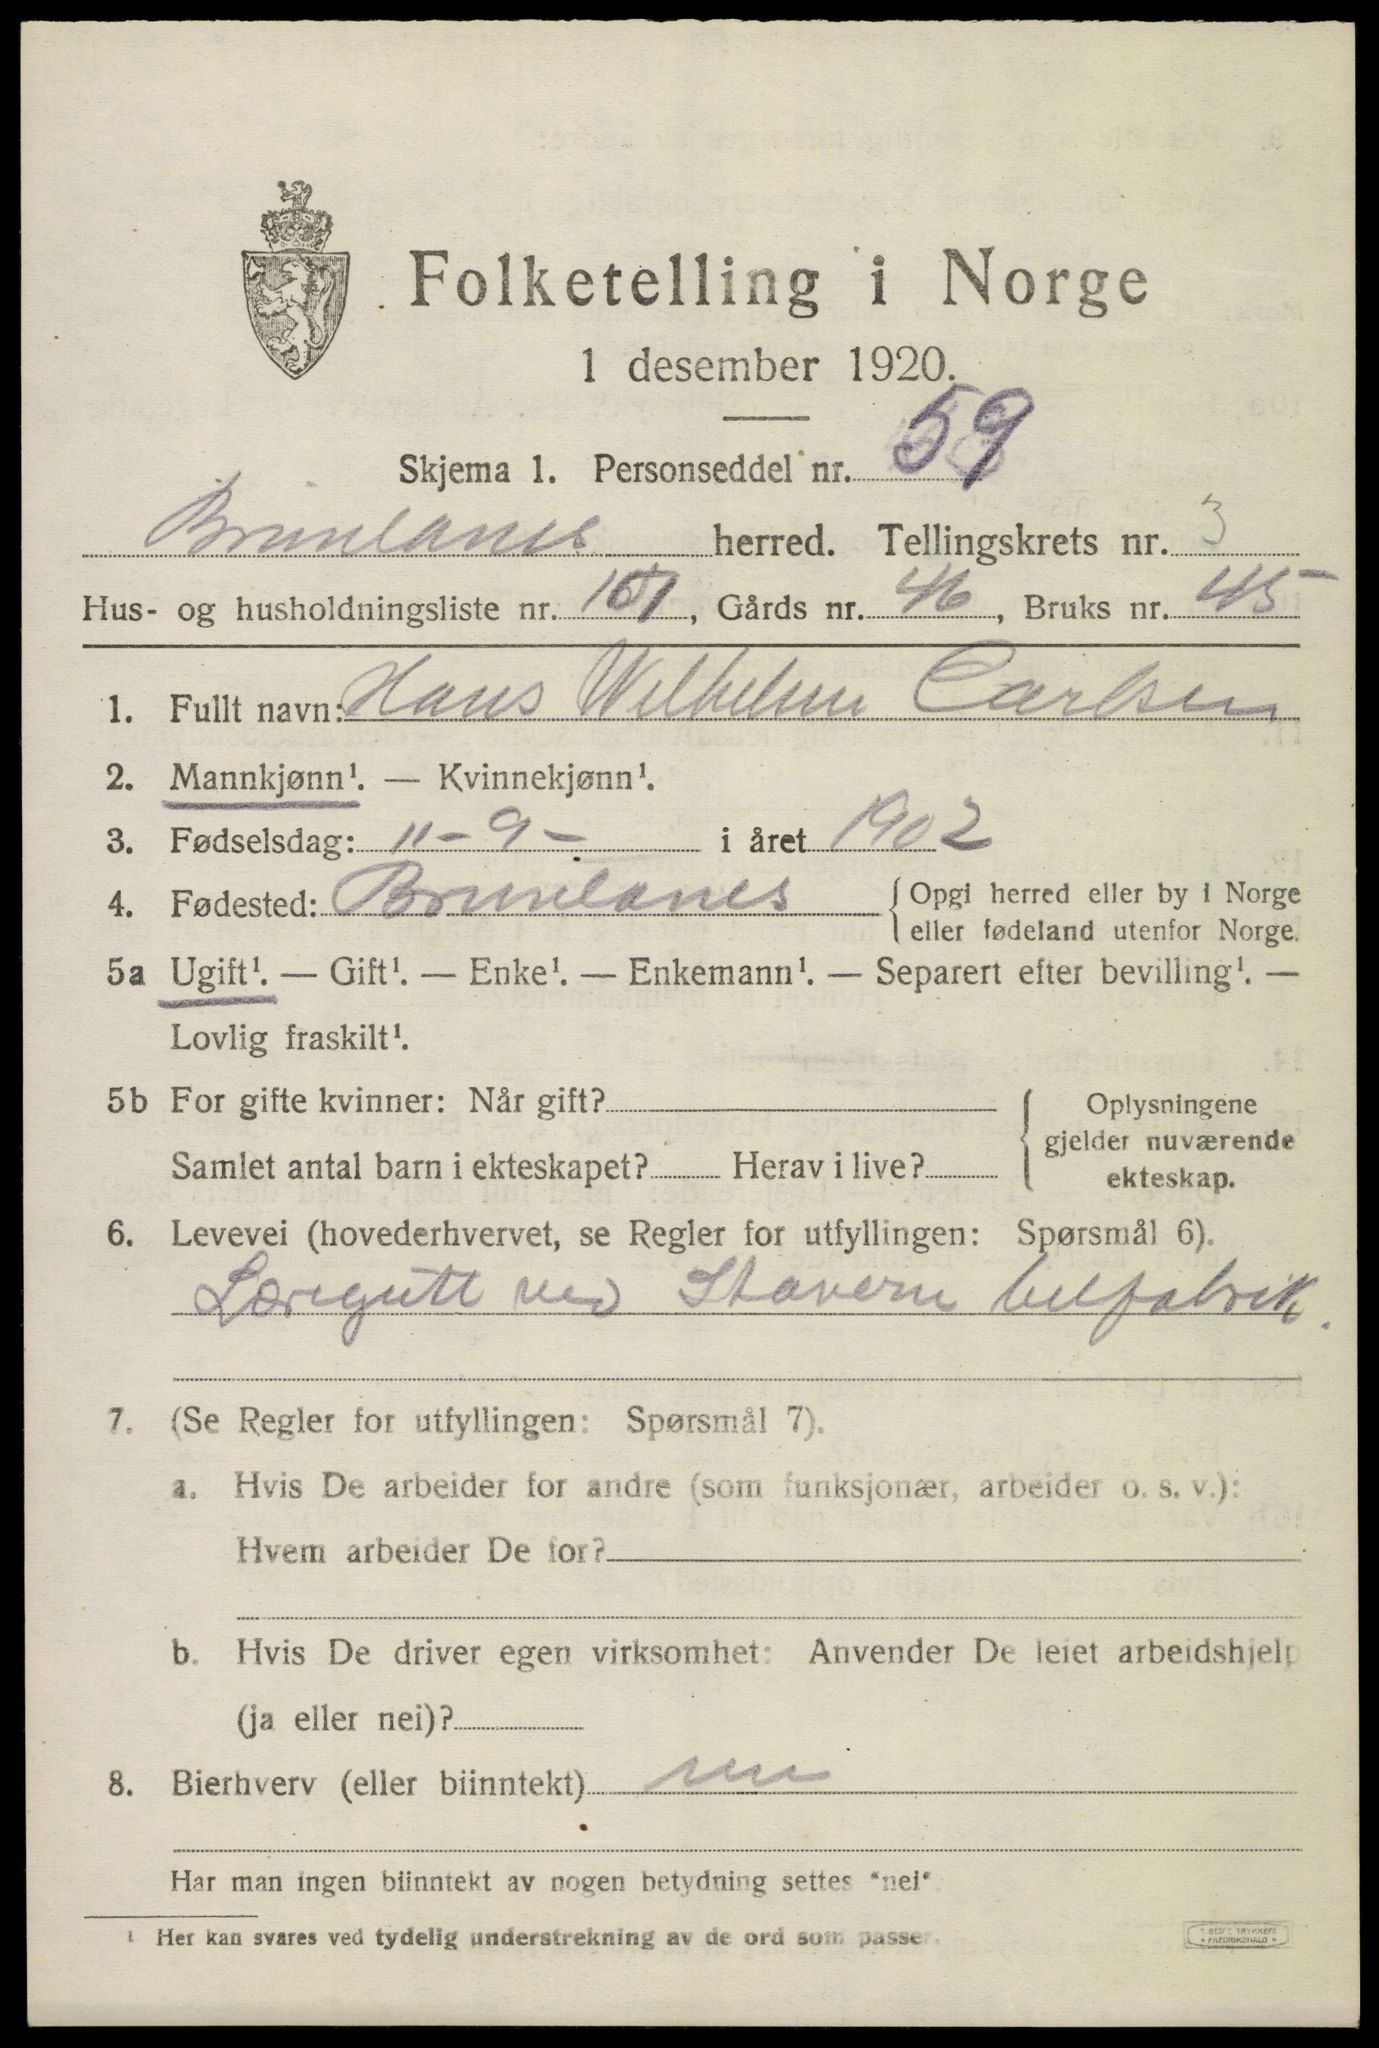 Folketelling i Norge
1 desember 1920.
Skjema 1. Personseddel nr. 59
Brunlanes herred. Tellingskrets nr. 3
Hus- og husholdningsliste nr. 101, Gårds nr. 46, Bruks nr. 45
1. Fullt navn: Hans Wilhelm Carlsen
2. Mannkjønn¹. — Kvinnekjønn¹.
3. Fødselsdag: 11-9- i året 1902
4. Fødested: Brunlanes { Opgi herred eller by i Norge
eller fødeland utenfor Norge.
5a Ugift¹. — Gift¹. — Enke¹. — Enkemann¹. — Separert efter bevilling¹. —
Lovlig fraskilt¹.
5b For gifte kvinner: Når gift?
Samlet antal barn i ekteskapet? Herav i live?
{ Oplysningene
gjelder nuværende
ekteskap.
6. Levevei (hovederhvervet, se Regler for utfyllingen: Spørsmål 6).
Læregutt ved Stavern bilfabrik.
7. (Se Regler for utfyllingen: Spørsmål 7).
a. Hvis De arbeider for andre (som funksjonær, arbeider o. s. v.):
Hvem arbeider De for?
b. Hvis De driver egen virksomhet: Anvender De leiet arbeidshjelp
(ja eller nei)?
8. Bierhverv (eller biinntekt) nei
Har man ingen biinntekt av nogen betydning settes "nei".
¹ Her kan svares ved tydelig understrekning av de ord som passer.